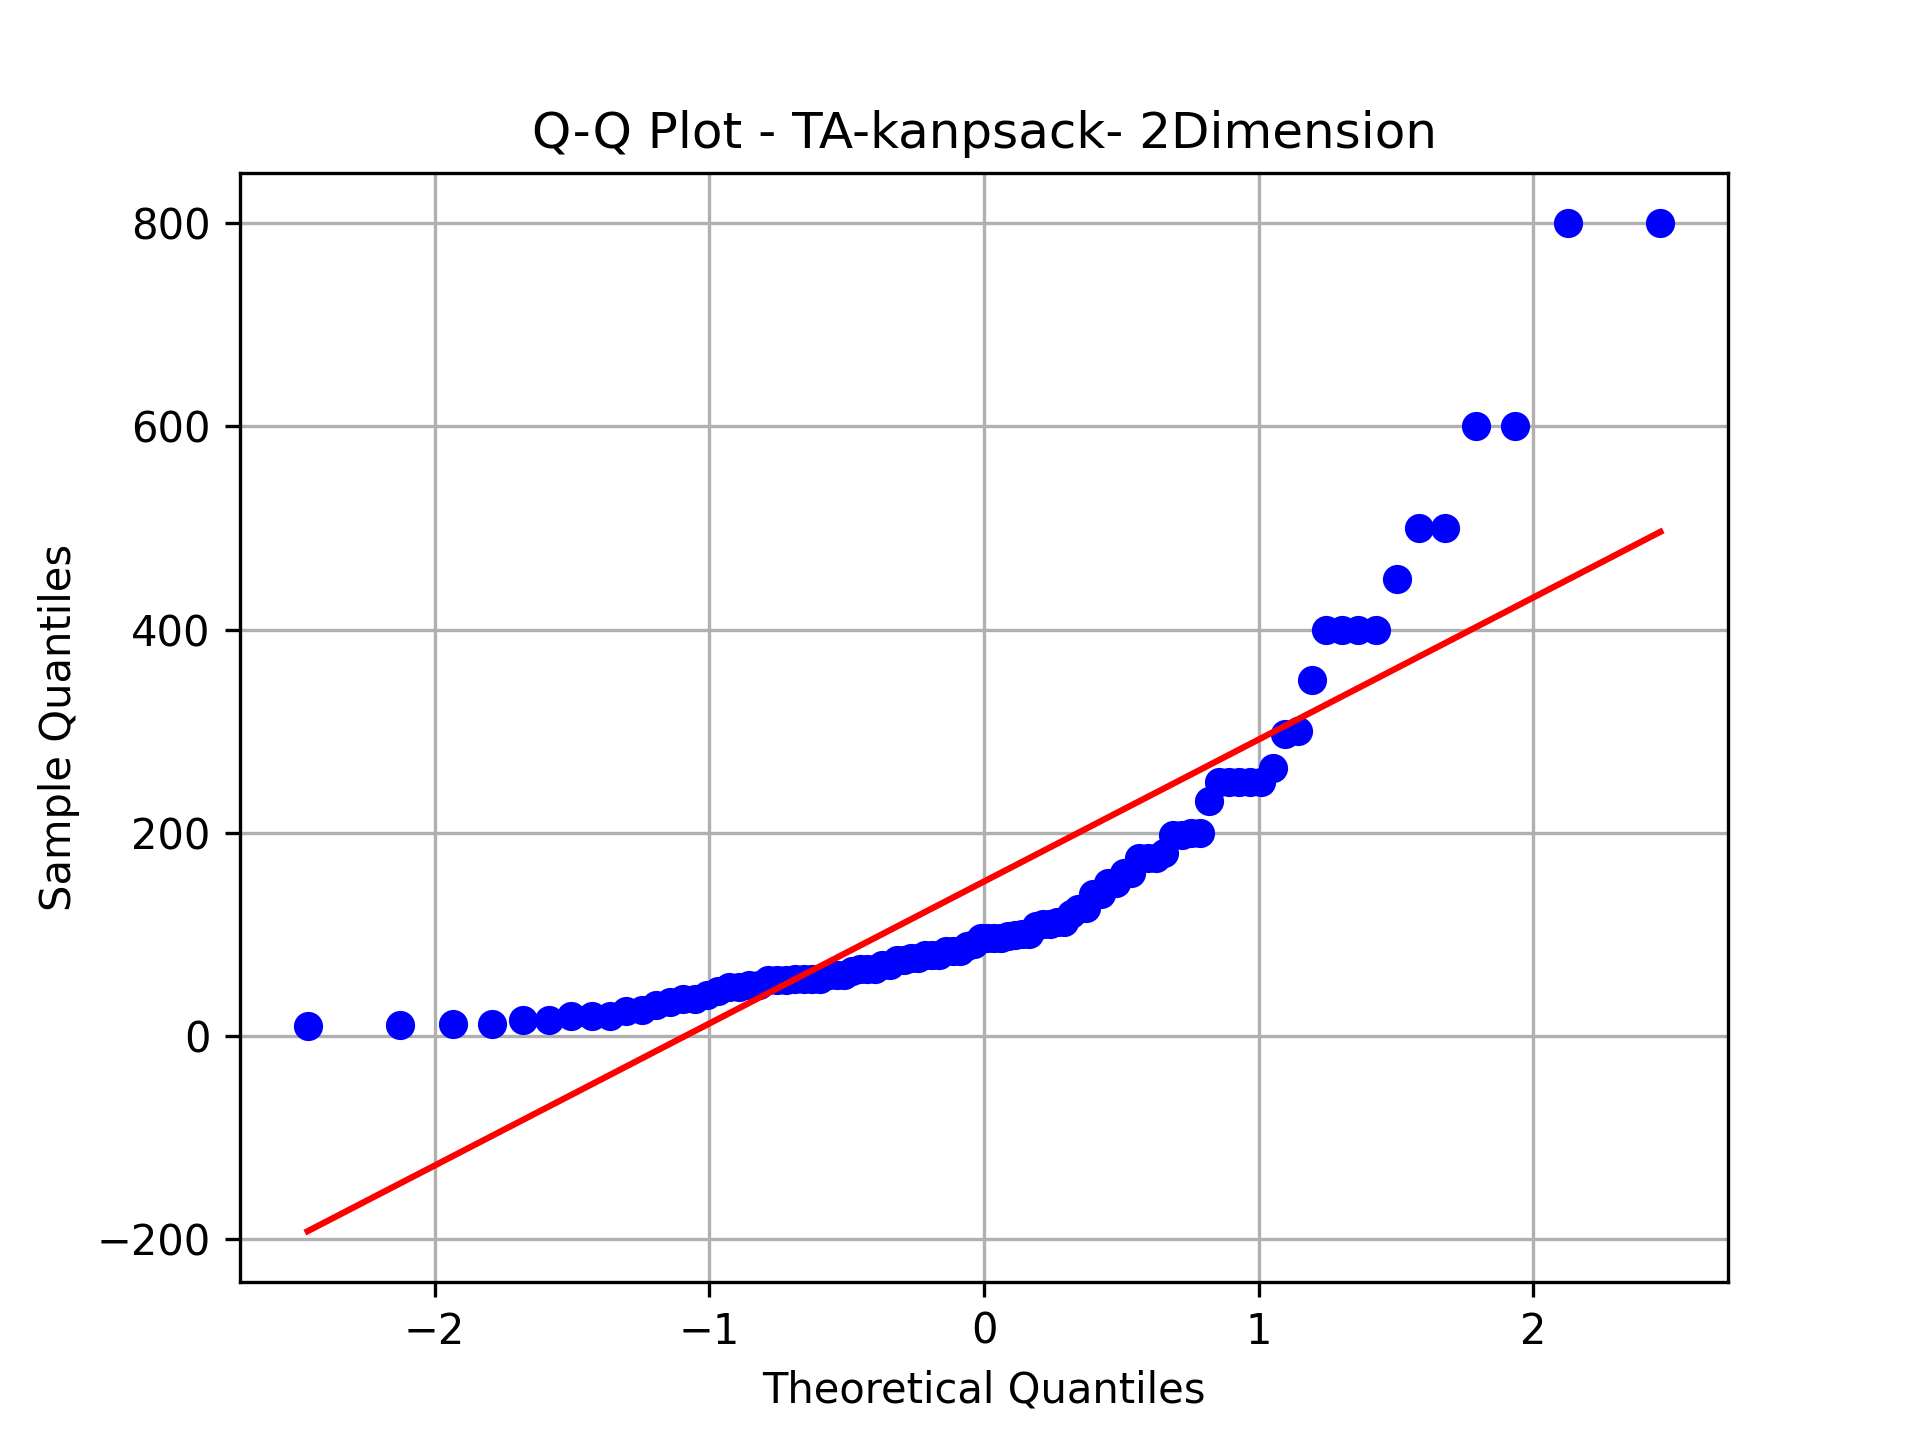 Q-Q Plot - TA-kanpsack- 2Dimension
800
600
400
200
0
−200
Sample Quantiles
−2 −1 0 1 2
Theoretical Quantiles